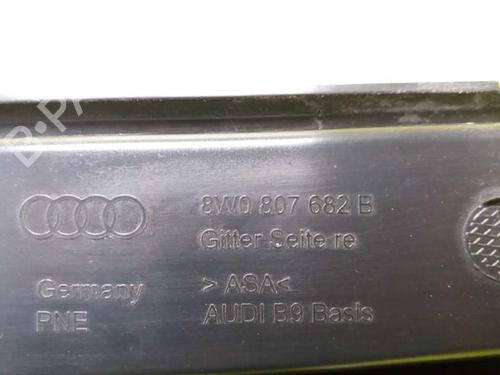 8W0 807 682 B
Gitter Seite re
Germany >ASA<
PNE AUDI B9 Basis